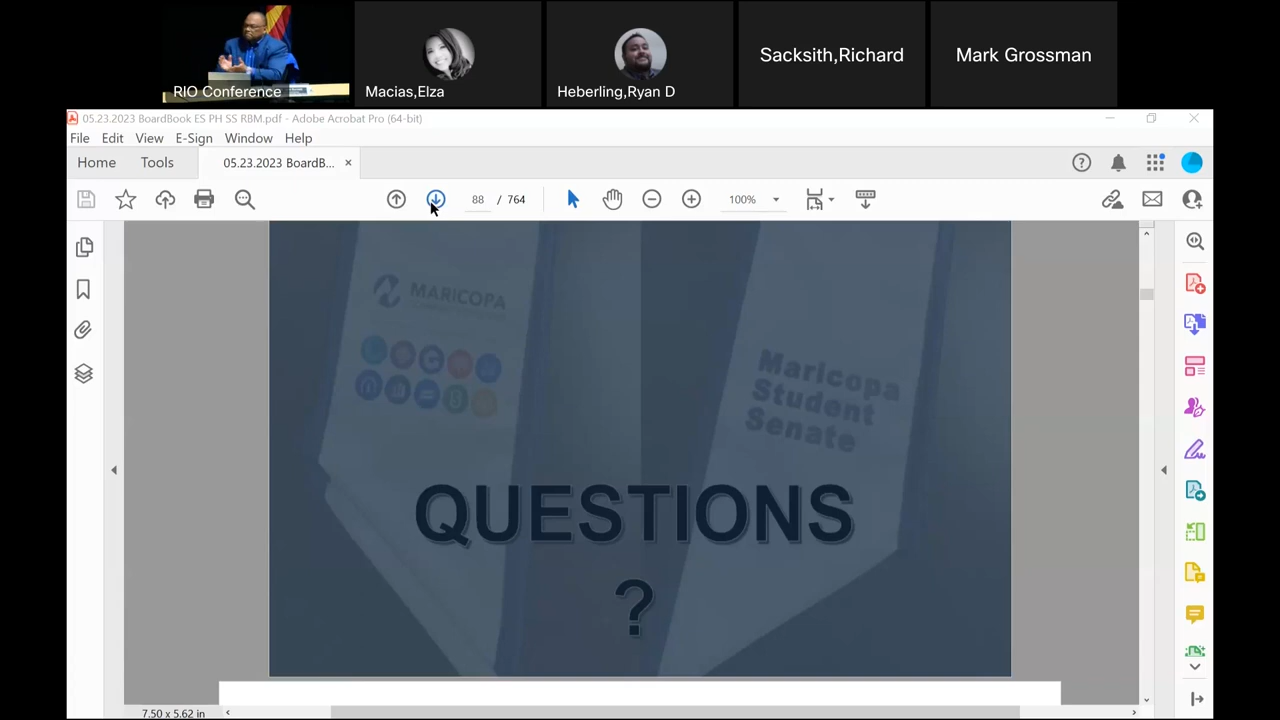 RIO Conference
Macias,Elza
Heberling,Ryan D
Sacksith,Richard
Mark Grossman
05.23.2023 BoardBook ES PH SS RBM.pdf - Adobe Acrobat Pro (64-bit)
File Edit View E-Sign Window Help
Home Tools 05.23.2023 BoardB... ×
88 / 764 100%
MARICOPA
Maricopa
Student
Senate
QUESTIONS
?
7.50 x 5.62 in